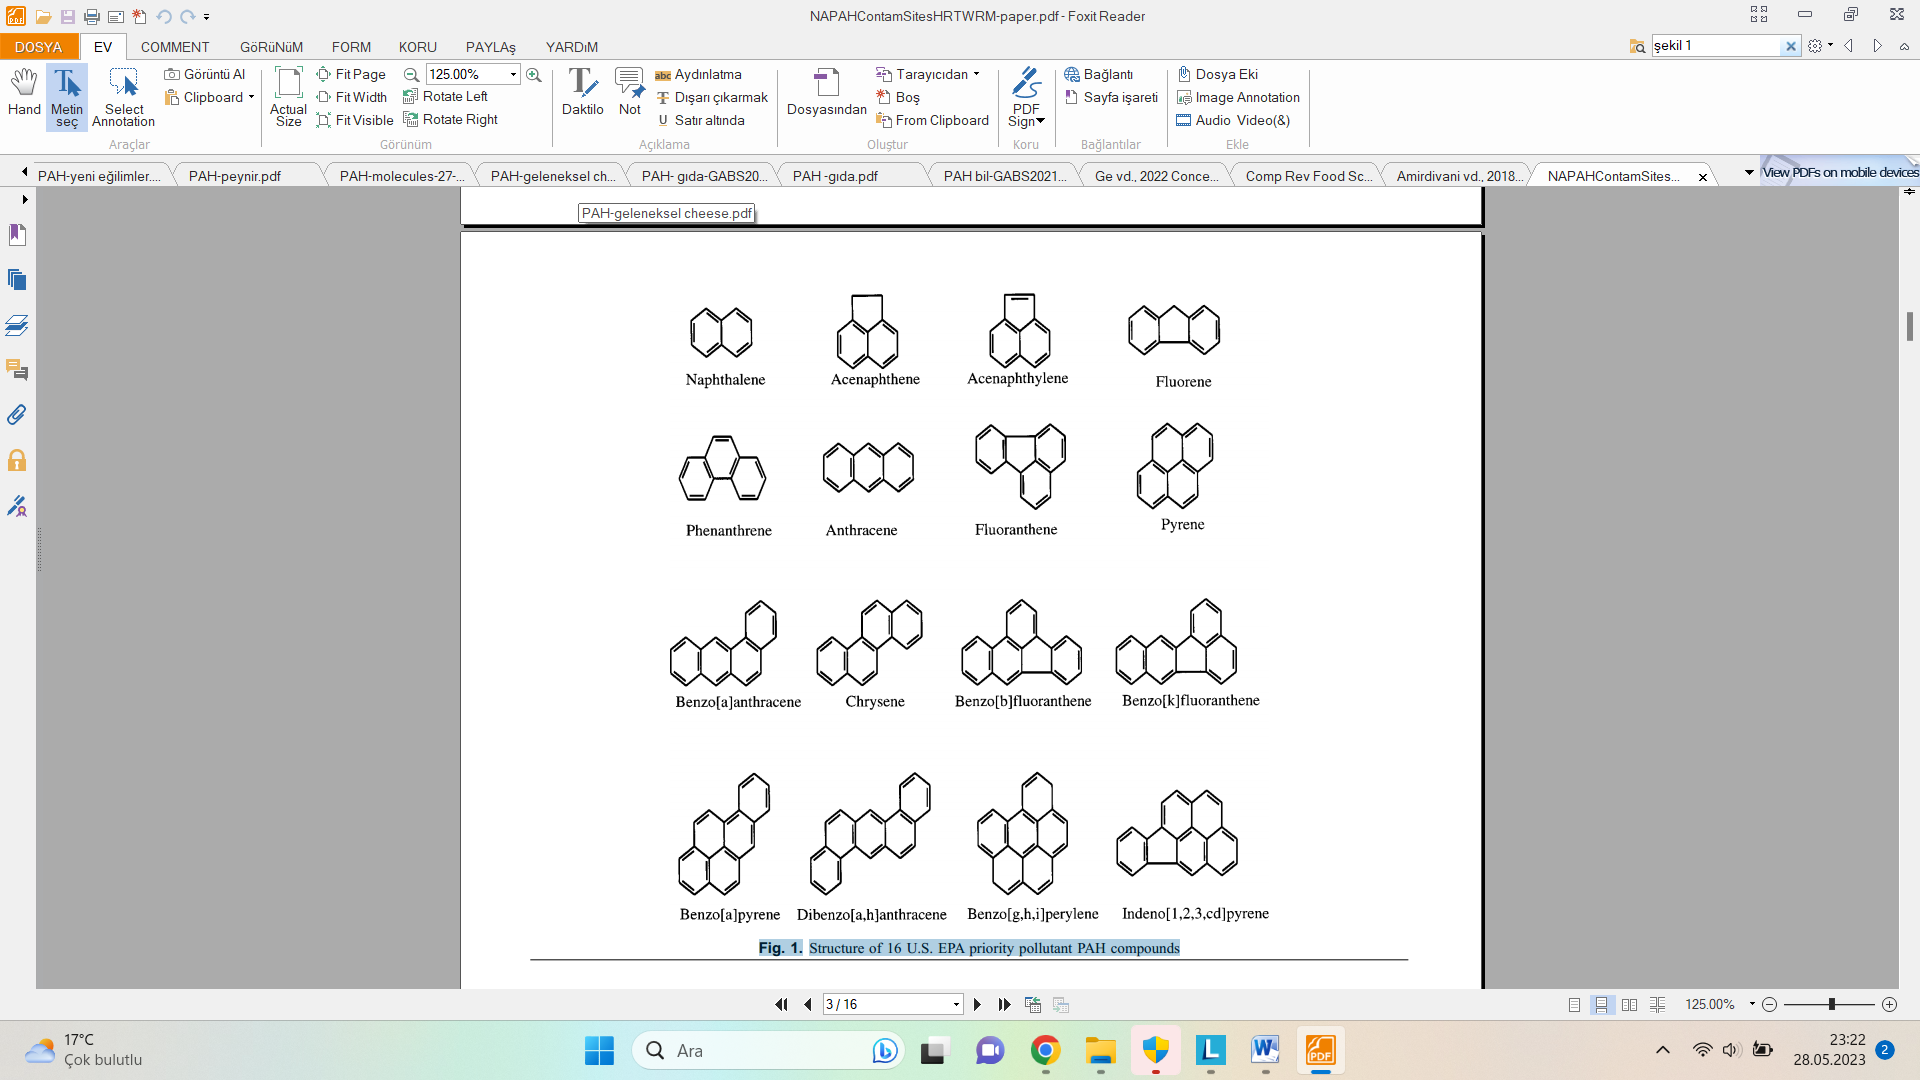 NAPAHContamSitesHRTWRM-paper.pdf - Foxit Reader
DOSYA EV COMMENT GöRüNüM FORM KORU PAYLAş YARDıM şekil 1
Hand
Metin seç
Select Annotation
Görüntü Al
Clipboard
Araçlar
Actual Size
Fit Page
Fit Width
Fit Visible
125.00%
Rotate Left
Rotate Right
Görünüm
Daktilo
Not
Aydınlatma
Dışarı çıkarmak
Satır altında
Açıklama
Dosyasından
Tarayıcıdan
Boş
From Clipboard
Oluştur
PDF Sign
Koru
Bağlantı
Sayfa işareti
Bağlantılar
Dosya Eki
Image Annotation
Audio Video(&)
Ekle
PAH-yeni eğilimler.... PAH-peynir.pdf PAH-molecules-27-... PAH-geleneksel ch... PAH- gıda-GABS20... PAH -gıda.pdf PAH bil-GABS2021... Ge vd., 2022 Conce... Comp Rev Food Sc... Amirdivani vd., 2018... NAPAHContamSites... View PDFs on mobile devices
PAH-geleneksel cheese.pdf
Naphthalene Acenaphthene Acenaphthylene Fluorene
Phenanthrene Anthracene Fluoranthene Pyrene
Benzo[a]anthracene Chrysene Benzo[b]fluoranthene Benzo[k]fluoranthene
Benzo[a]pyrene Dibenzo[a,h]anthracene Benzo[g,h,i]perylene Indeno[1,2,3,cd]pyrene
Fig. 1. Structure of 16 U.S. EPA priority pollutant PAH compounds
3 / 16 125.00%
17°C
Çok bulutlu
Ara
23:22
28.05.2023
2